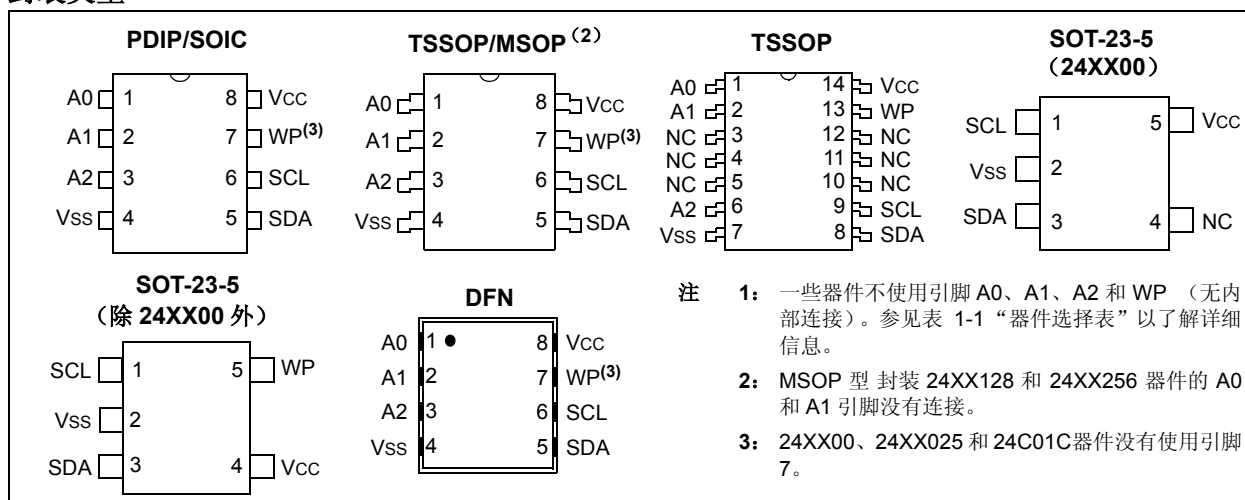 PDIP/SOIC
A0 1 8 VCC
A1 2 7 WP(3)
A2 3 6 SCL
VSS 4 5 SDA
TSSOP/MSOP(2)
A0 1 8 VCC
A1 2 7 WP(3)
A2 3 6 SCL
VSS 4 5 SDA
TSSOP
A0 1 14 VCC
A1 2 13 WP
NC 3 12 NC
NC 4 11 NC
NC 5 10 NC
A2 6 9 SCL
VSS 7 8 SDA
SOT-23-5
（24XX00）
SCL 1 5 VCC
VSS 2
SDA 3 4 NC
SOT-23-5
（除 24XX00 外）
SCL 1 5 WP
VSS 2
SDA 3 4 VCC
DFN
A0 1 8 VCC
A1 2 7 WP(3)
A2 3 6 SCL
VSS 4 5 SDA
注 1： 一些器件不使用引脚 A0、A1、A2 和 WP （无内
部连接）。参见表 1-1“器件选择表”以了解详细
信息。
2： MSOP 型 封装 24XX128 和 24XX256 器件的 A0
和 A1 引脚没有连接。
3： 24XX00、24XX025 和 24C01C器件没有使用引脚
7。